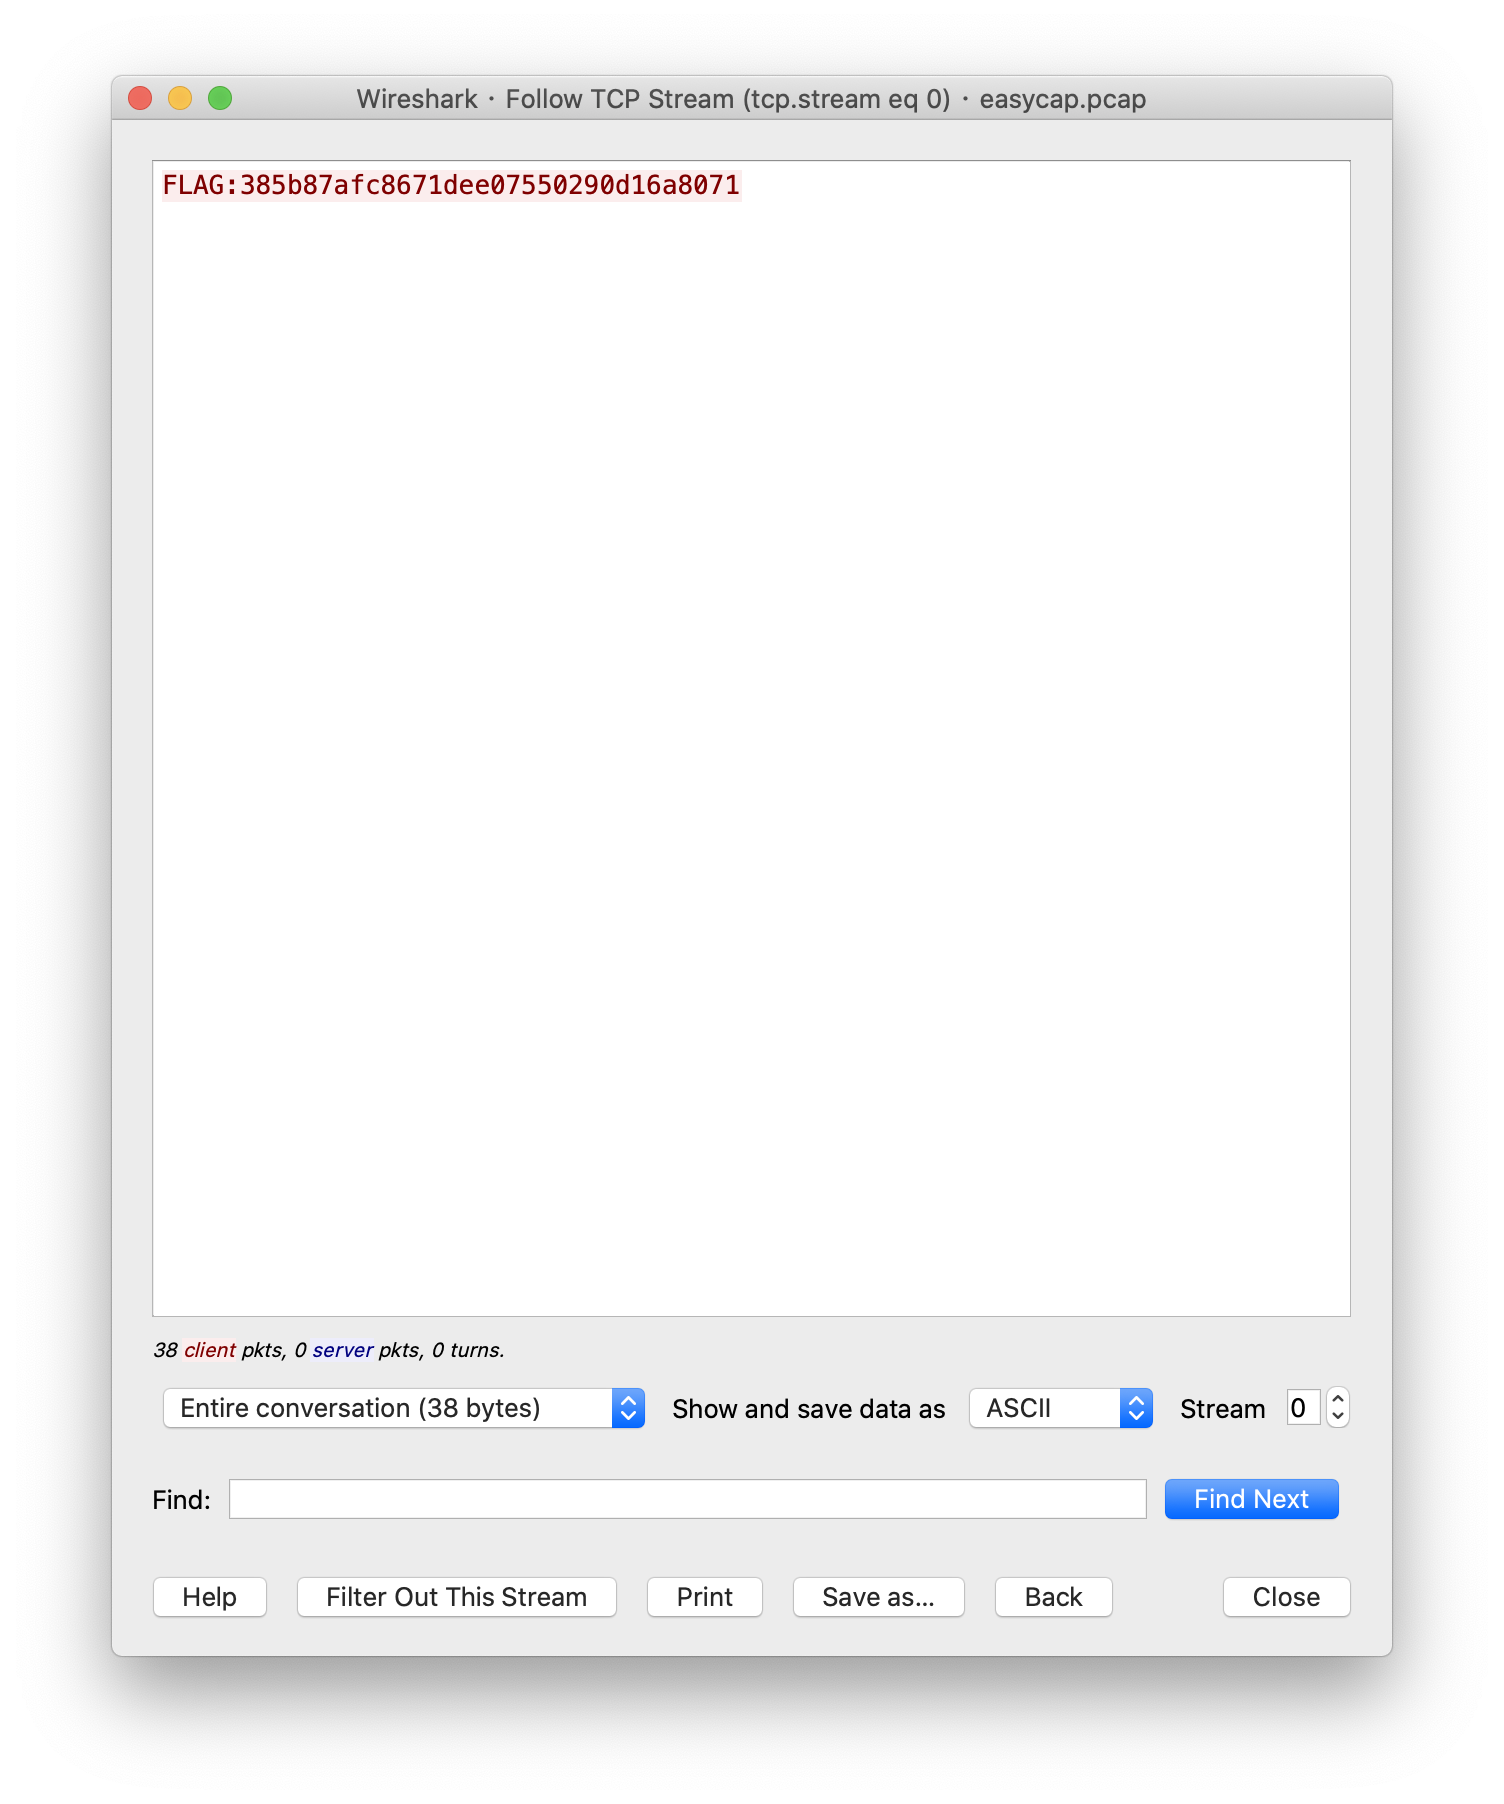 Wireshark · Follow TCP Stream (tcp.stream eq 0) · easycap.pcap
FLAG:385b87afc8671dee07550290d16a8071
38 client pkts, 0 server pkts, 0 turns.
Entire conversation (38 bytes) Show and save data as ASCII Stream 0
Find: Find Next
Help Filter Out This Stream Print Save as... Back Close